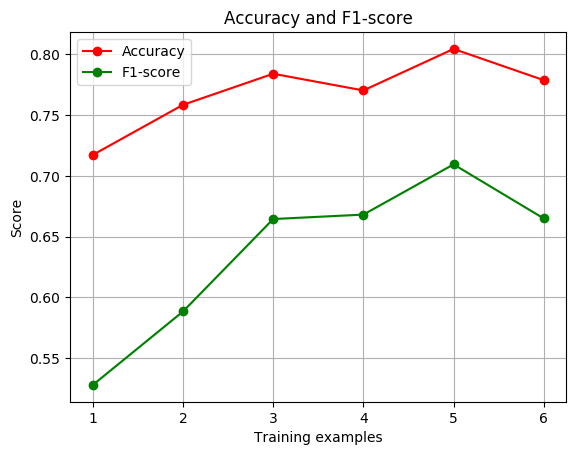 Accuracy and F1-score
Accuracy
F1-score
0.80
0.75
0.70
0.65
0.60
0.55
Score
1 2 3 4 5 6
Training examples